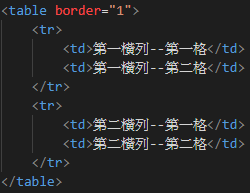 <table border="1">
    <tr>
        <td>第一橫列--第一格</td>
        <td>第一橫列--第二格</td>
    </tr>
    <tr>
        <td>第二橫列--第一格</td>
        <td>第二橫列--第二格</td>
    </tr>
</table>